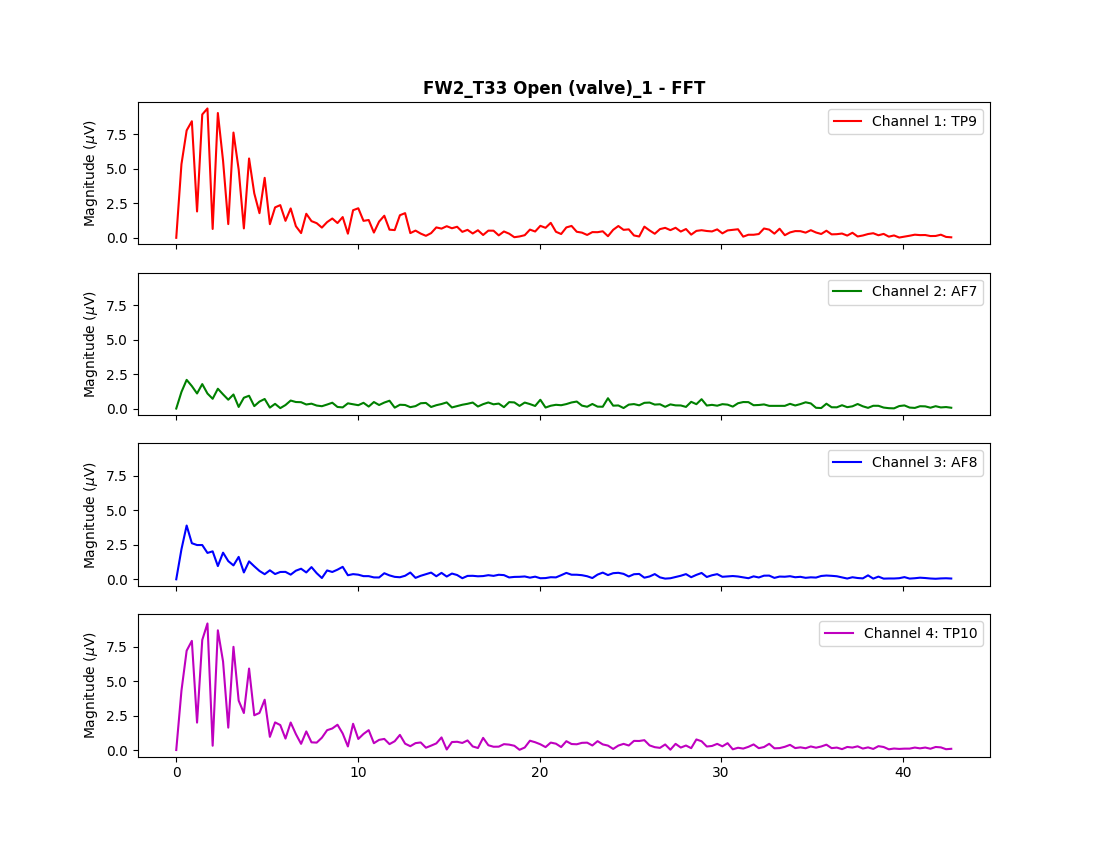 FW2_T33 Open (valve)_1 - FFT
Magnitude (μV)
7.5
5.0
2.5
0.0
Channel 1: TP9
Magnitude (μV)
7.5
5.0
2.5
0.0
Channel 2: AF7
Magnitude (μV)
7.5
5.0
2.5
0.0
Channel 3: AF8
Magnitude (μV)
7.5
5.0
2.5
0.0
Channel 4: TP10
0 10 20 30 40